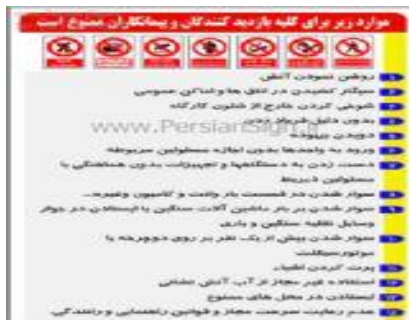 موارد زیر برای کلیه بازدید کنندگان و پیمانکاران ممنوع است
روشن نمودن آتش
سیگار کشیدن در اتاق ها و اماکن عمومی
شوخی کردن خارج از شئون کارگاه
بدون دلیل فریاد زدن
www.PersianSign.ir
دویدن بیهوده
ورود به واحدها بدون اجازه مسئولین مربوطه
دست زدن به دستگاهها و تجهیزات بدون هماهنگی با
مسئولین ذیربط
سوار شدن در قسمت بار وانت و کامیون وغیره...
سوار شدن بر بار ماشین آلات سنگین یا ایستادن در جوار
وسایل نقلیه سنگین و باری
سوار شدن بیش از یک نفر بر روی دوچرخه یا
موتورسیکلت
پرت کردن اشیاء
استفاده غیر مجاز از آب آتش نشانی
ایستادن در محل های ممنوع
عدم رعایت سرعت مجاز و قوانین راهنمایی و رانندگی